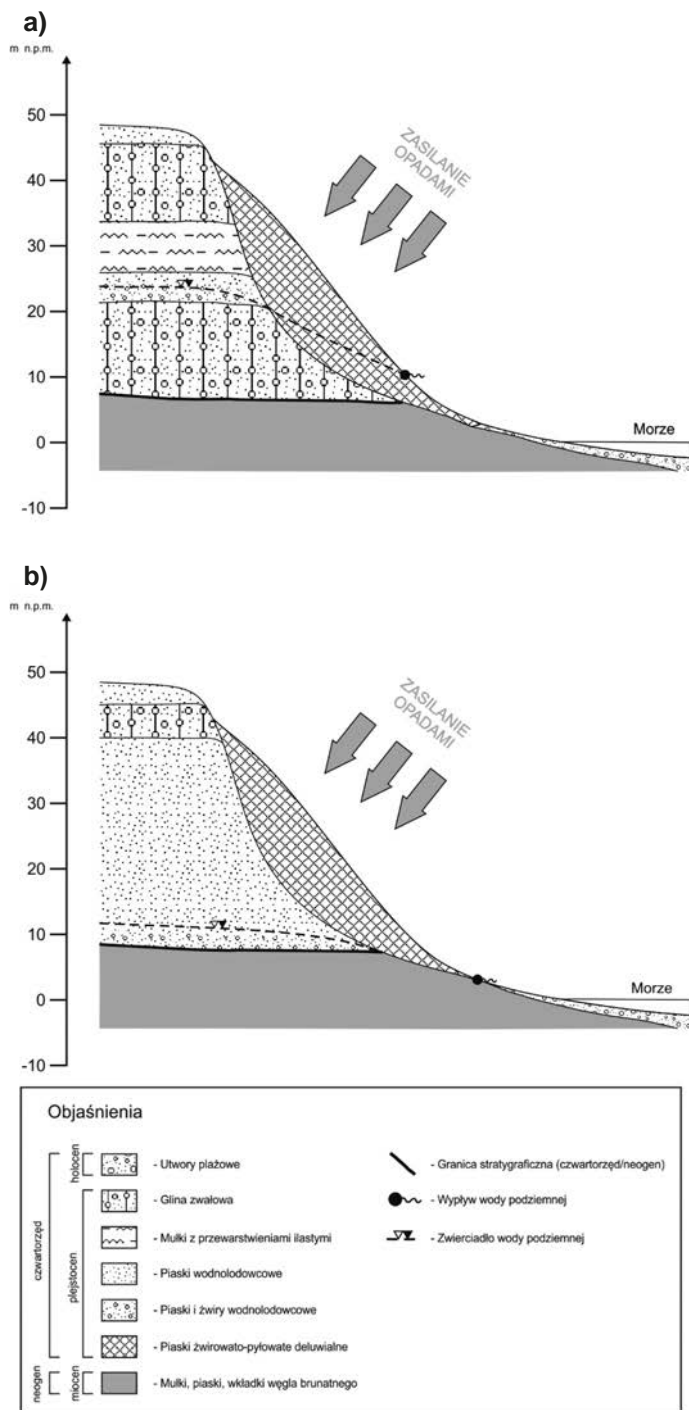 a)
m n.p.m.
50
40
30
20
10
0
-10
ZASILANIE
OPADAMI
Morze
b)
m n.p.m.
50
40
30
20
10
0
-10
ZASILANIE
OPADAMI
Morze
Objaśnienia
czwartorzęd
holocen
- Utwory plażowe
plejstocen
- Glina zwałowa
- Mułki z przewarstwieniami ilastymi
- Piaski wodnolodowcowe
- Piaski i żwiry wodnolodowcowe
- Piaski żwirowato-pyłowate deluwialne
neogen
miocen
- Mułki, piaski, wkładki węgla brunatnego
- Granica stratygraficzna (czwartorzęd/neogen)
- Wypływ wody podziemnej
- Zwierciadło wody podziemnej